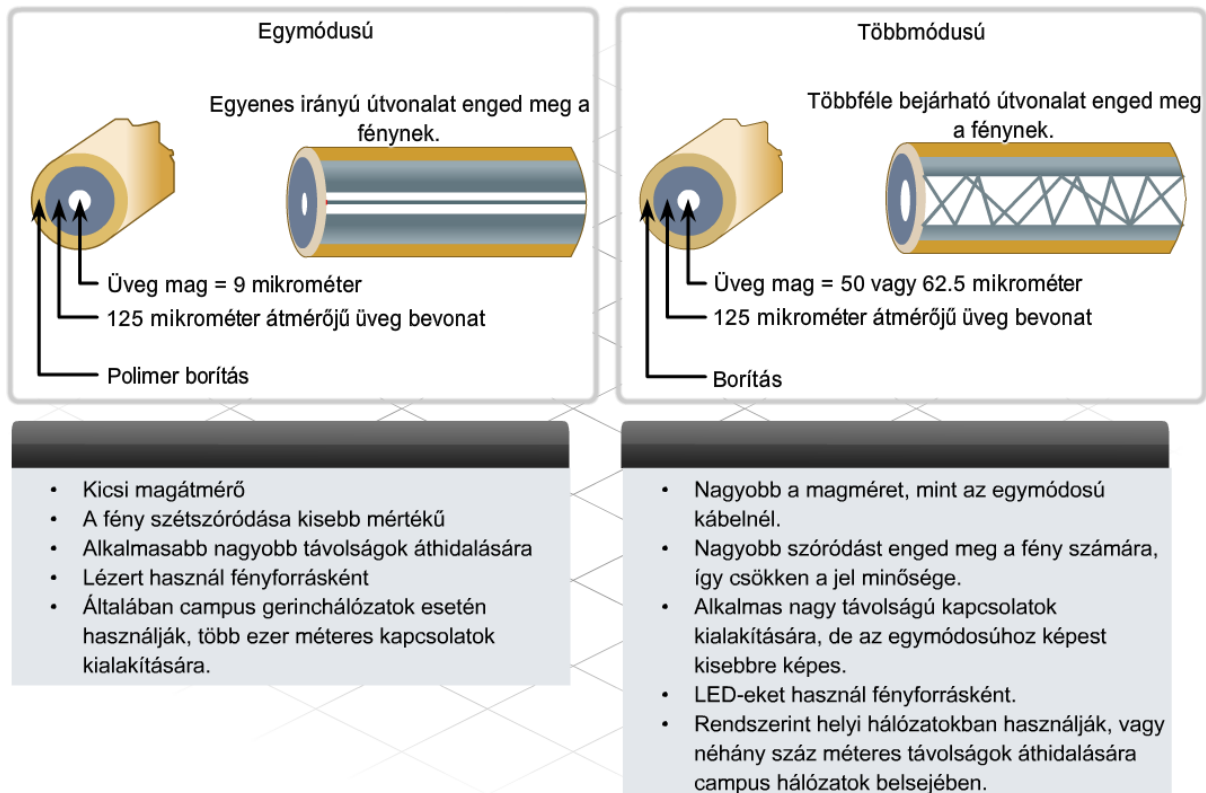 Egymódusú
Egyenes irányú útvonalat enged meg a
fénynek.
Üveg mag = 9 mikrométer
125 mikrométer átmérőjű üveg bevonat
Polimer borítás
Többmódusú
Többféle bejárható útvonalat enged meg
a fénynek.
Üveg mag = 50 vagy 62.5 mikrométer
125 mikrométer átmérőjű üveg bevonat
Borítás
• Kicsi magátmérő
• A fény szétszóródása kisebb mértékű
• Alkalmasabb nagyobb távolságok áthidalására
• Lézert használ fényforrásként
• Általában campus gerinchálózatok esetén
használják, több ezer méteres kapcsolatok
kialakítására.
• Nagyobb a magméret, mint az egymódosú
kábelnél.
• Nagyobb szóródást enged meg a fény számára,
így csökken a jel minősége.
• Alkalmas nagy távolságú kapcsolatok
kialakítására, de az egymódosúhoz képest
kisebbre képes.
• LED-eket használ fényforrásként.
• Rendszerint helyi hálózatokban használják, vagy
néhány száz méteres távolságok áthidalására
campus hálózatok belsejében.